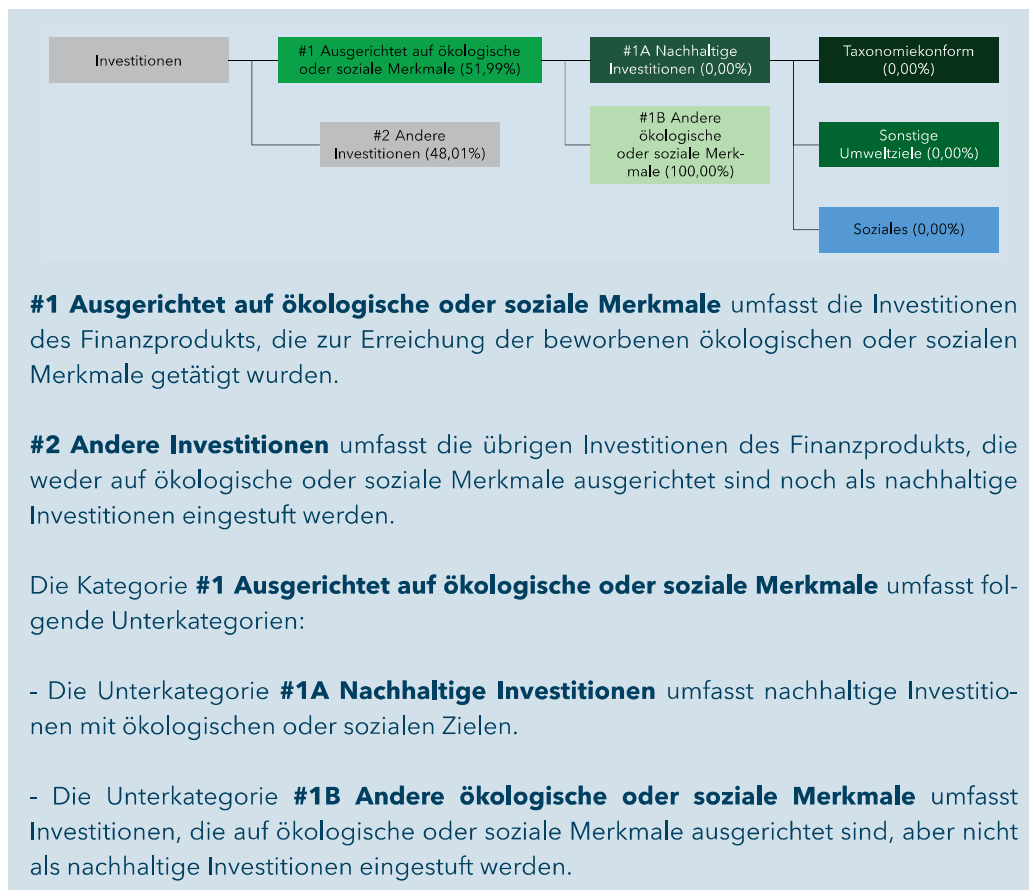 Investitionen
#1 Ausgerichtet auf ökologische
oder soziale Merkmale (51,99%)
#1A Nachhaltige
Investitionen (0,00%)
Taxonomiekonform
(0,00%)
#2 Andere
Investitionen (48,01%)
#1B Andere
ökologische
oder soziale Merk-
male (100,00%)
Sonstige
Umweltziele (0,00%)
Soziales (0,00%)
#1 Ausgerichtet auf ökologische oder soziale Merkmale umfasst die Investitionen
des Finanzprodukts, die zur Erreichung der beworbenen ökologischen oder sozialen
Merkmale getätigt wurden.
#2 Andere Investitionen umfasst die übrigen Investitionen des Finanzprodukts, die
weder auf ökologische oder soziale Merkmale ausgerichtet sind noch als nachhaltige
Investitionen eingestuft werden.
Die Kategorie #1 Ausgerichtet auf ökologische oder soziale Merkmale umfasst fol-
gende Unterkategorien:
- Die Unterkategorie #1A Nachhaltige Investitionen umfasst nachhaltige Investitio-
nen mit ökologischen oder sozialen Zielen.
- Die Unterkategorie #1B Andere ökologische oder soziale Merkmale umfasst
Investitionen, die auf ökologische oder soziale Merkmale ausgerichtet sind, aber nicht
als nachhaltige Investitionen eingestuft werden.